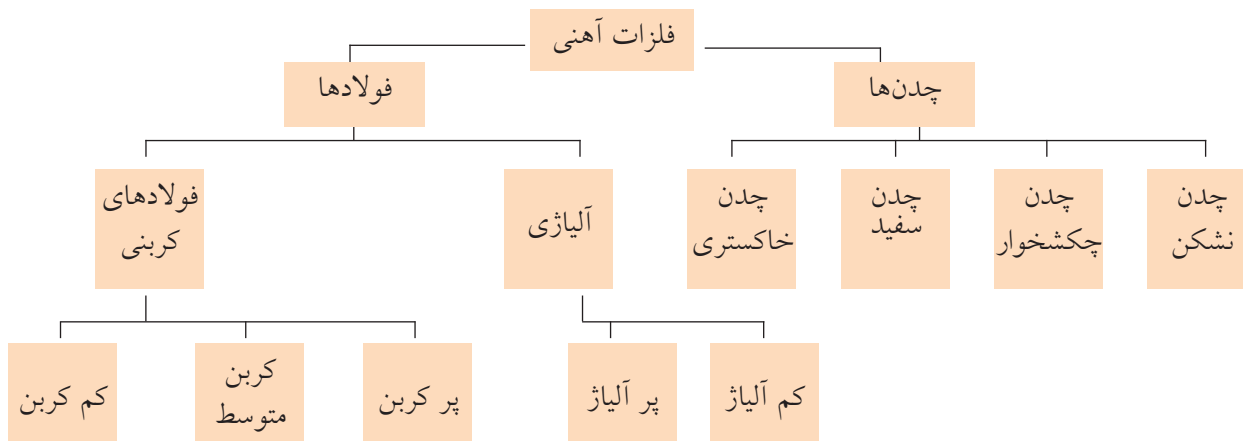 فلزات آهنی
چدن‌ها
فولادها
چدن
نشکن
چدن
چکشخوار
چدن
سفید
چدن
خاکستری
آلیاژی
فولادهای
کربنی
کم آلیاژ
پر آلیاژ
پر کربن
کربن
متوسط
کم کربن